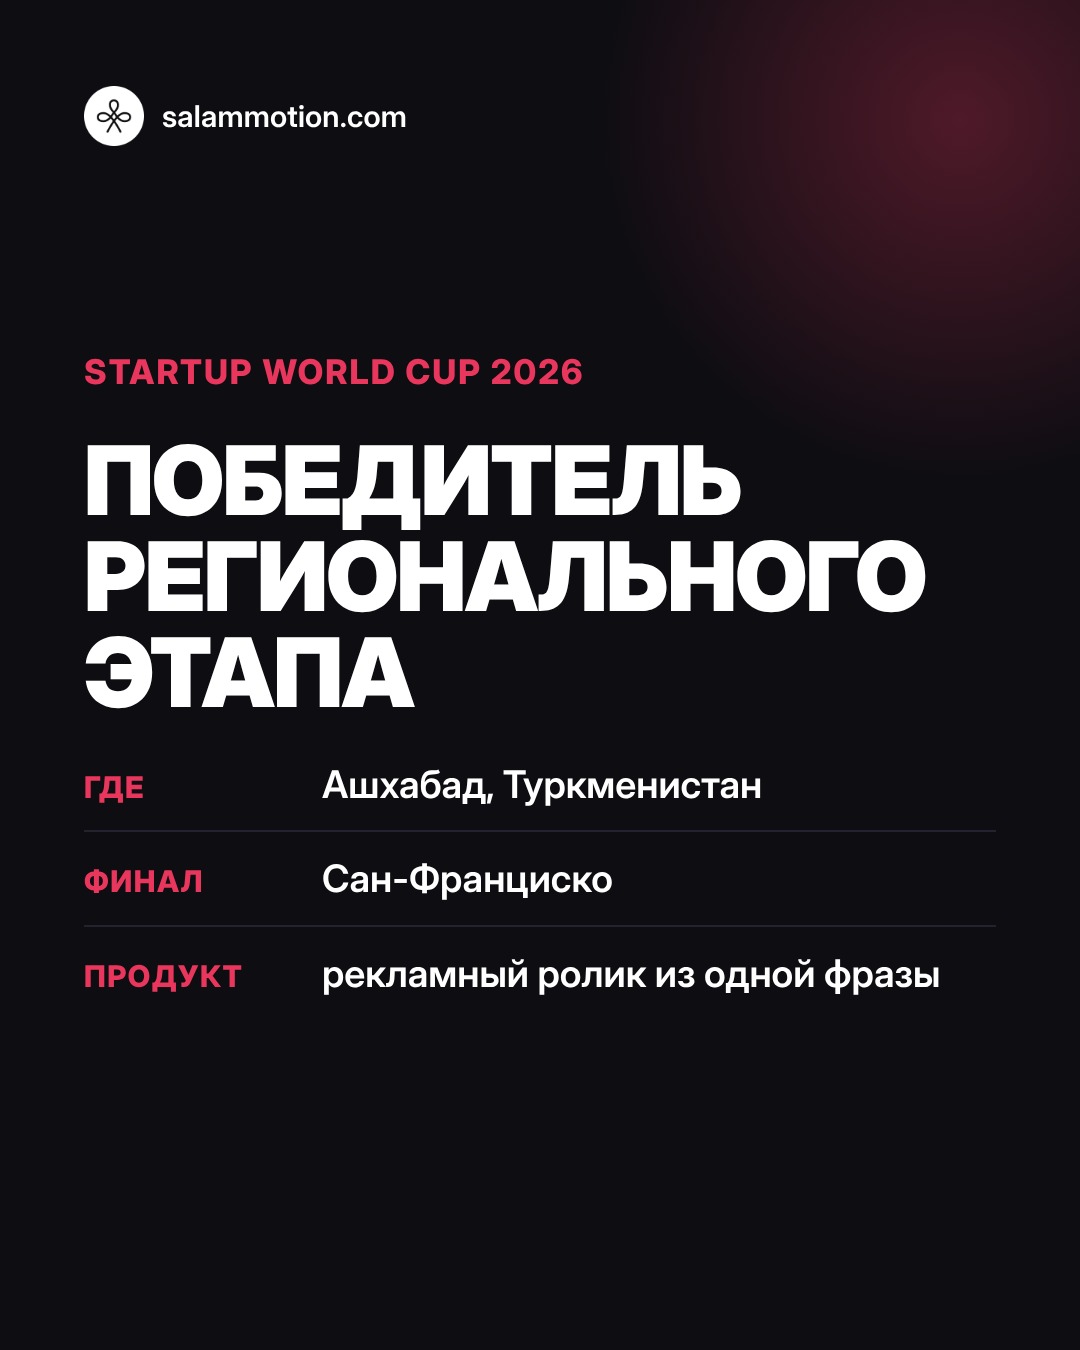 salammotion.com
STARTUP WORLD CUP 2026
ПОБЕДИТЕЛЬ
РЕГИОНАЛЬНОГО
ЭТАПА
ГДЕ Ашхабад, Туркменистан
ФИНАЛ Сан-Франциско
ПРОДУКТ рекламный ролик из одной фразы